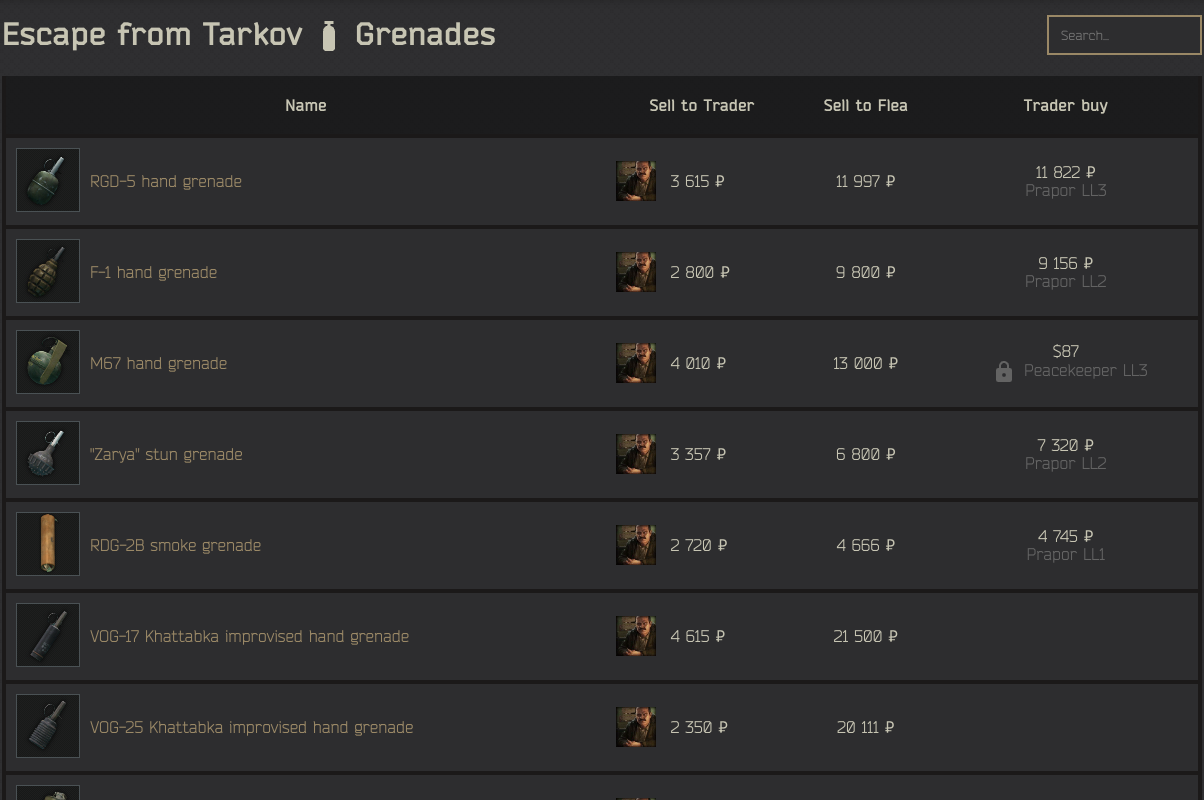 Escape from Tarkov Grenades
Search...
Name Sell to Trader Sell to Flea Trader buy
RGD-5 hand grenade 3 615 ₽ 11 997 ₽ 11 822 ₽
Prapor LL3
F-1 hand grenade 2 800 ₽ 9 800 ₽ 9 156 ₽
Prapor LL2
M67 hand grenade 4 010 ₽ 13 000 ₽ $87
Peacekeeper LL3
"Zarya" stun grenade 3 357 ₽ 6 800 ₽ 7 320 ₽
Prapor LL2
RDG-2B smoke grenade 2 720 ₽ 4 666 ₽ 4 745 ₽
Prapor LL1
VOG-17 Khattabka improvised hand grenade 4 615 ₽ 21 500 ₽
VOG-25 Khattabka improvised hand grenade 2 350 ₽ 20 111 ₽